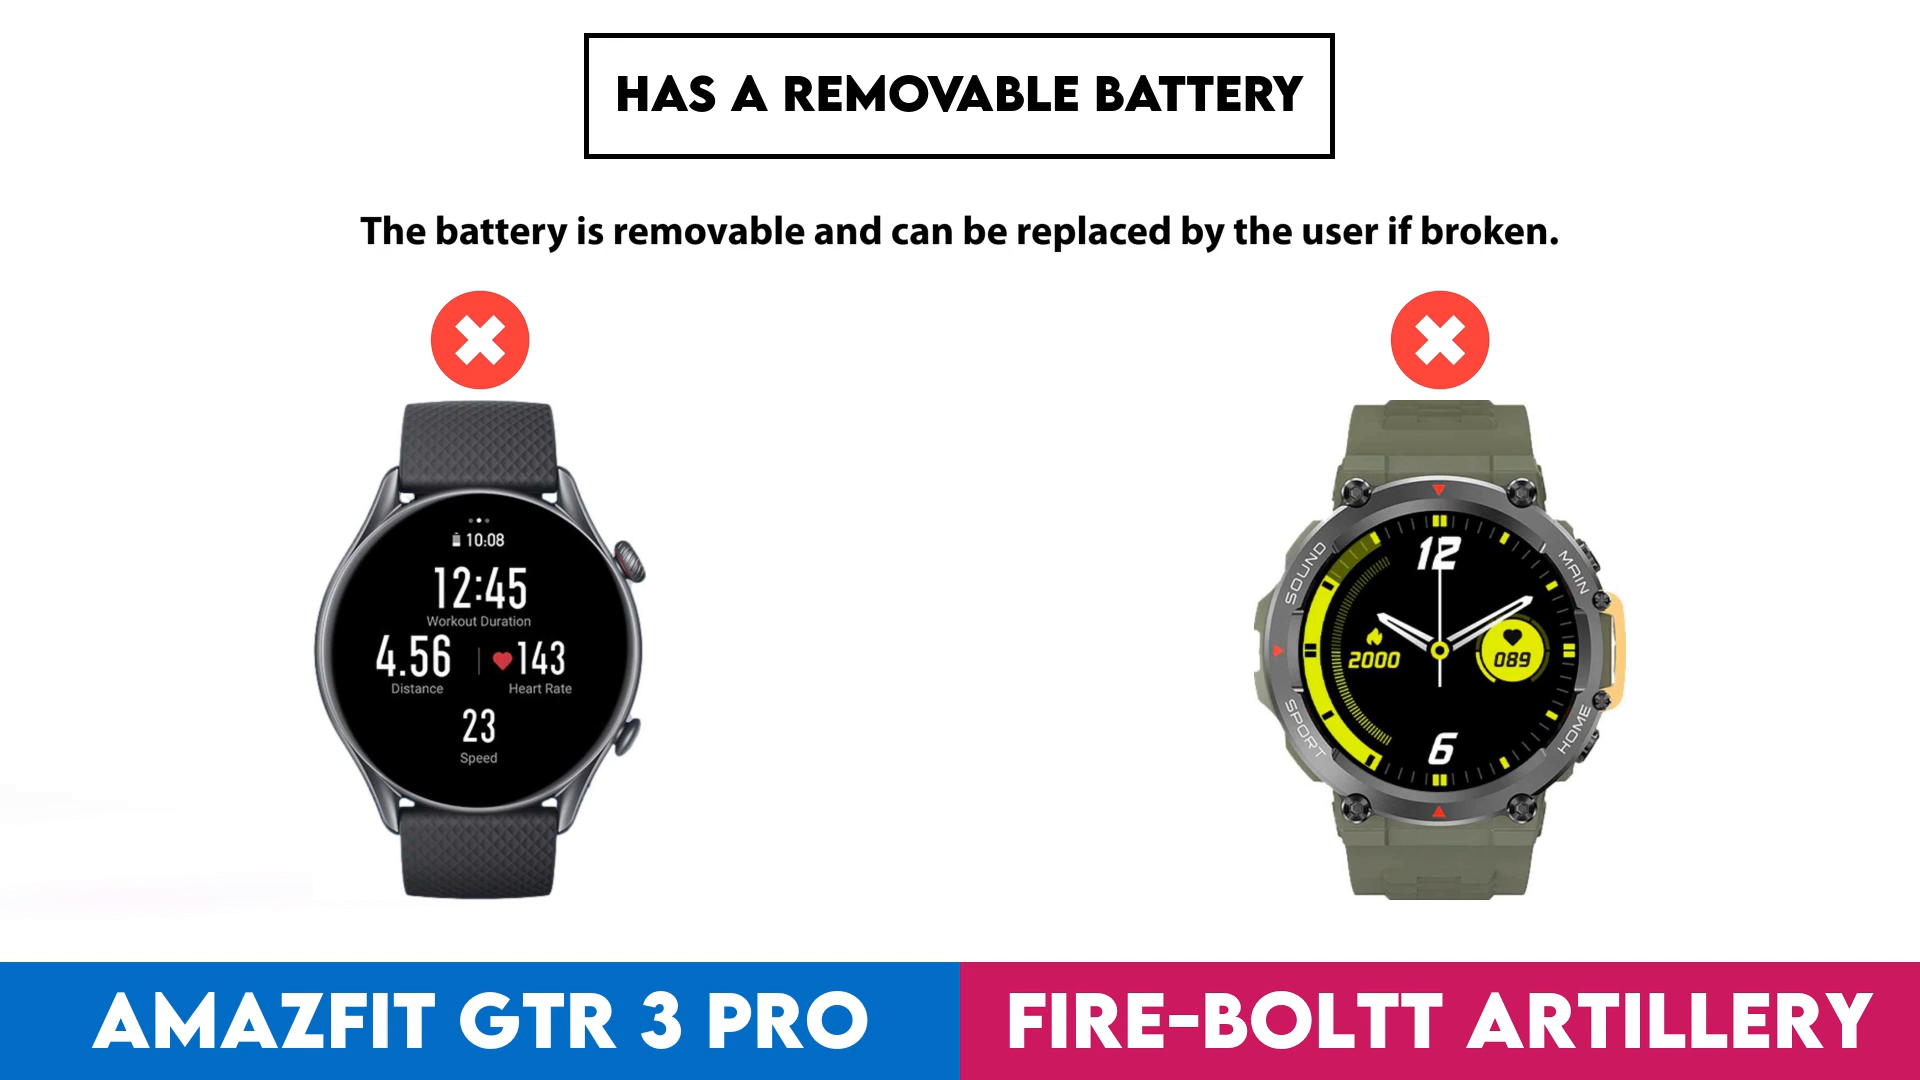 HAS A REMOVABLE BATTERY
The battery is removable and can be replaced by the user if broken.
10:08
12:45
Workout Duration
4.56 143
Distance Heart Rate
23
Speed
SOUND MAIN
12
2000 089
6
SPORT HOME
AMAZFIT GTR 3 PRO FIRE-BOLTT ARTILLERY